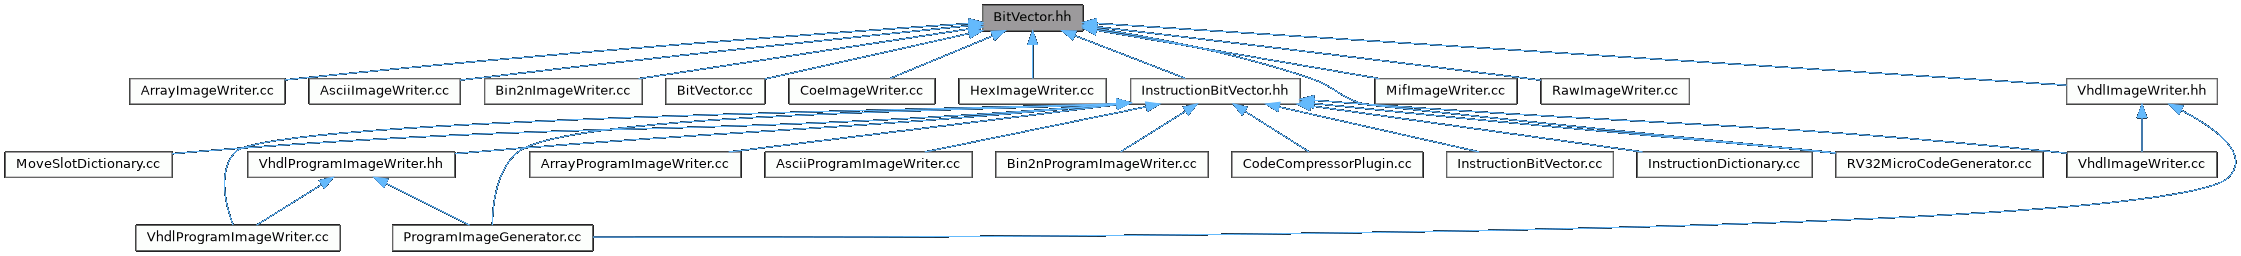 BitVector.hh
ArrayImageWriter.cc
AsciiImageWriter.cc
Bin2nImageWriter.cc
BitVector.cc
CoeImageWriter.cc
HexImageWriter.cc
InstructionBitVector.hh
MifImageWriter.cc
RawImageWriter.cc
VhdlImageWriter.hh
MoveSlotDictionary.cc
VhdlProgramImageWriter.hh
ArrayProgramImageWriter.cc
AsciiProgramImageWriter.cc
Bin2nProgramImageWriter.cc
CodeCompressorPlugin.cc
InstructionBitVector.cc
InstructionDictionary.cc
RV32MicroCodeGenerator.cc
VhdlImageWriter.cc
VhdlProgramImageWriter.cc
ProgramImageGenerator.cc